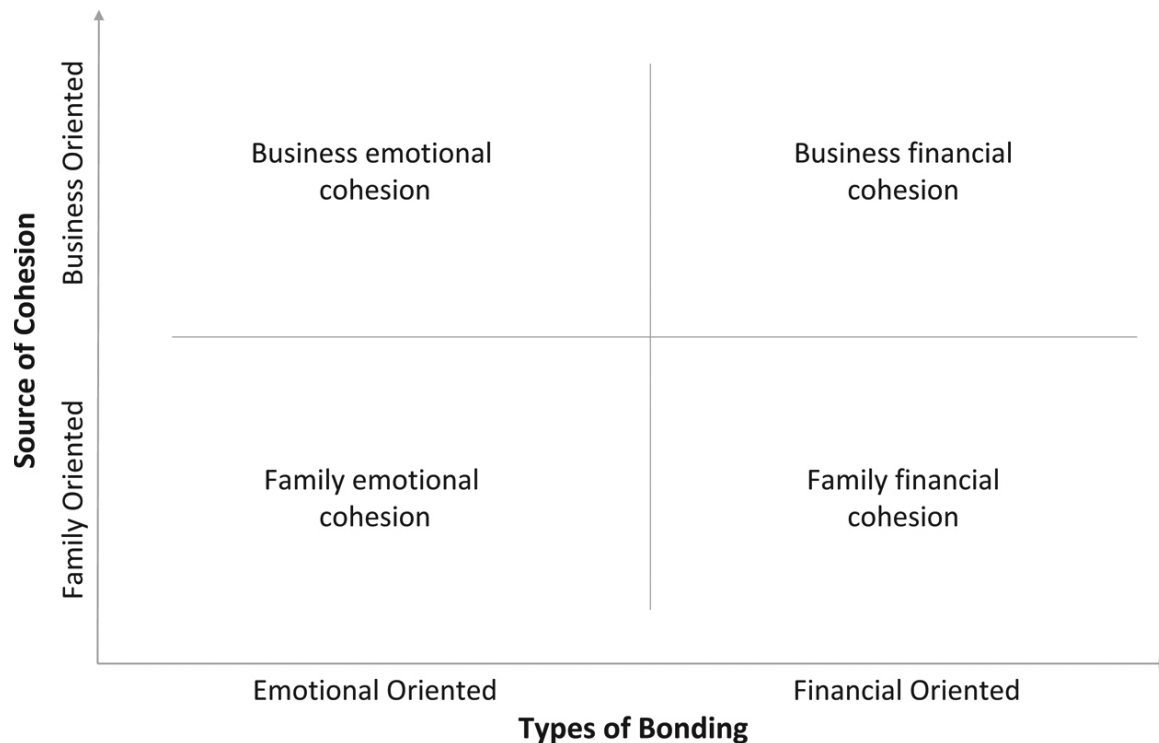 Source of Cohesion
Business Oriented
Family Oriented
Business emotional
cohesion
Business financial
cohesion
Family emotional
cohesion
Family financial
cohesion
Emotional Oriented
Financial Oriented
Types of Bonding